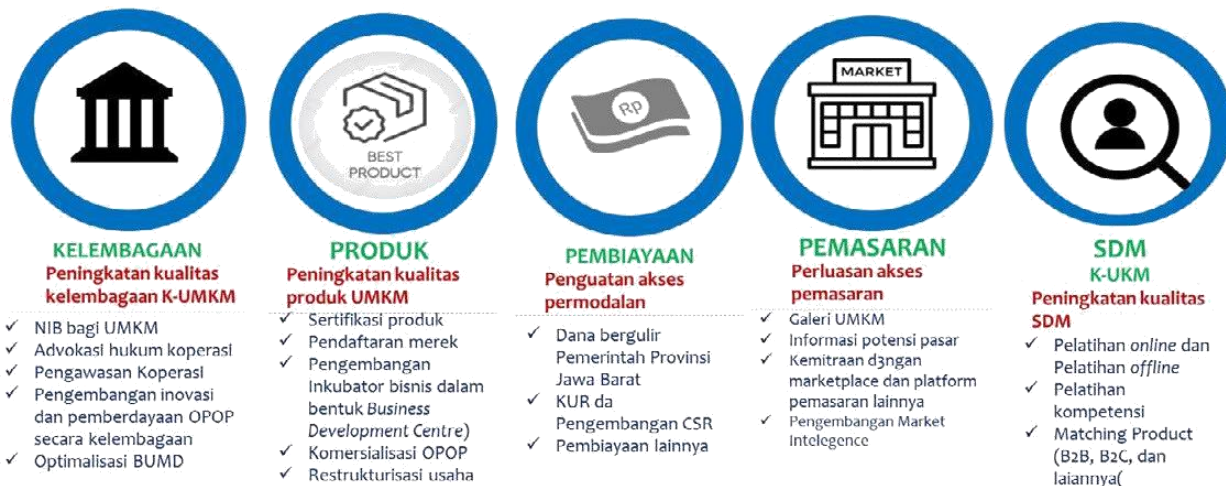 KELEMBAGAAN
Peningkatan kualitas
kelembagaan K-UMKM
✓ NIB bagi UMKM
✓ Advokasi hukum koperasi
✓ Pengawasan Koperasi
✓ Pengembangan inovasi
dan pemberdayaan OPOP
secara kelembagaan
✓ Optimalisasi BUMD
BEST
PRODUCT
PRODUK
Peningkatan kualitas
produk UMKM
✓ Sertifikasi produk
✓ Pendaftaran merek
✓ Pengembangan
Inkubator bisnis dalam
bentuk Business
Development Centre)
✓ Komersialisasi OPOP
✓ Restrukturisasi usaha
Rp
PEMBIAYAAN
Penguatan akses
permodalan
✓ Dana bergulir
Pemerintah Provinsi
Jawa Barat
✓ KUR da
Pengembangan CSR
✓ Pembiayaan lainnya
MARKET
PEMASARAN
Perluasan akses
pemasaran
✓ Galeri UMKM
✓ Informasi potensi pasar
✓ Kemitraan d3ngan
marketplace dan platform
pemasaran lainnya
✓ Pengembangan Market
Intelegence
SDM
K-UKM
Peningkatan kualitas
SDM
✓ Pelatihan online dan
Pelatihan offline
✓ Pelatihan
kompetensi
✓ Matching Product
(B2B, B2C, dan
laiannya(